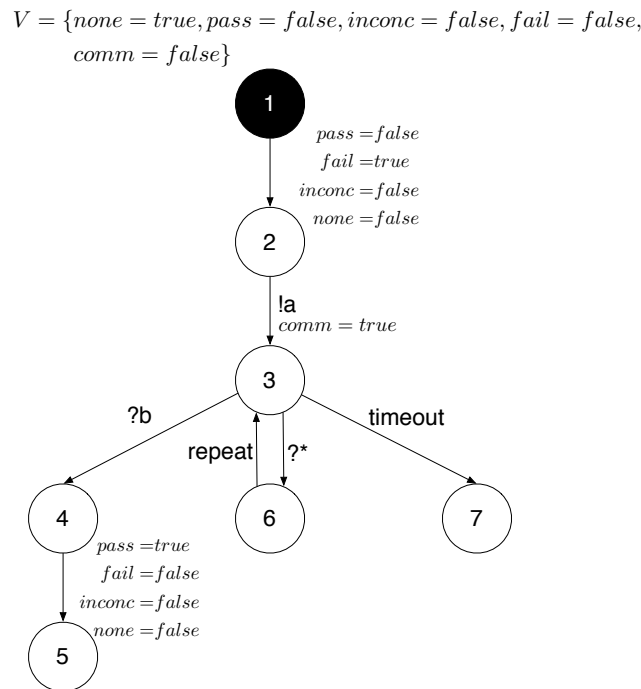 V = {none = true, pass = false, inconc = false, fail = false,
comm = false}
1
pass =false
fail =true
inconc =false
none =false
2
!a
comm = true
3
?b
timeout
repeat
?*
4
6
7
pass =true
fail =false
inconc =false
none =false
5